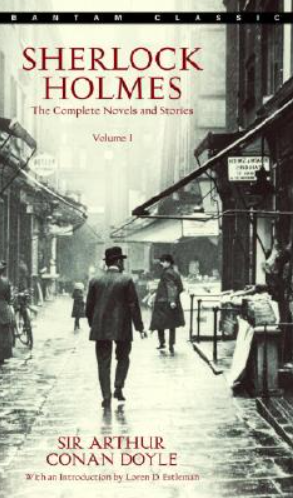 BANTAM CLASSIC
SHERLOCK
HOLMES
The Complete Novels and Stories
Volume I
SIR ARTHUR
CONAN DOYLE
With an Introduction by Loren D. Estleman